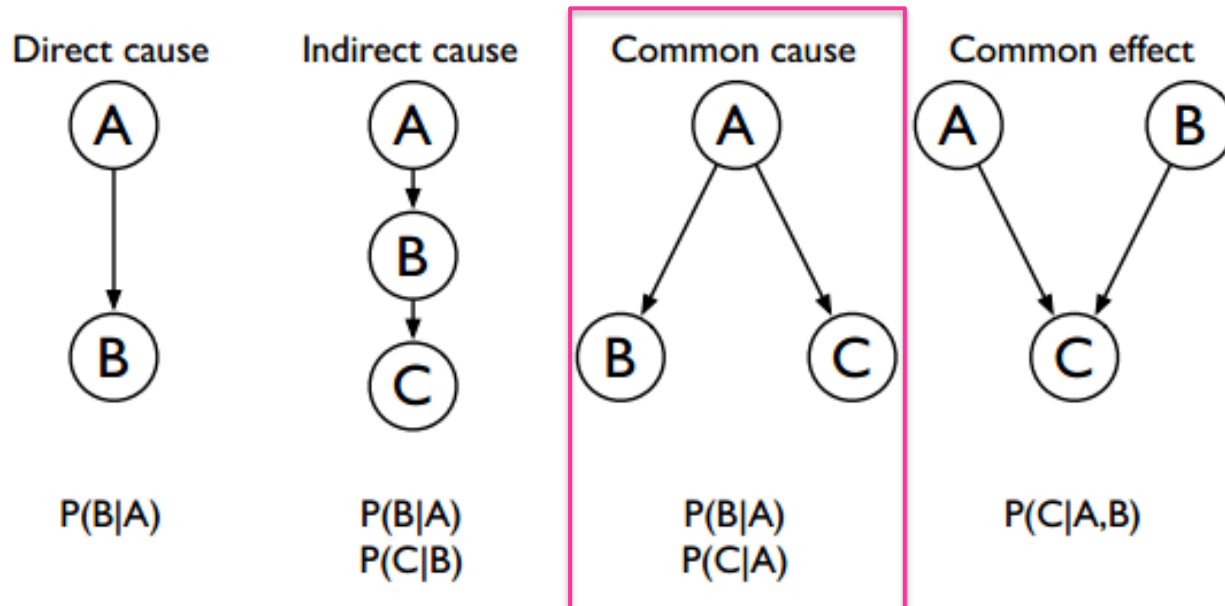 Direct cause
A
B
P(B|A)
Indirect cause
A
B
C
P(B|A)
P(C|B)
Common cause
A
B
C
P(B|A)
P(C|A)
Common effect
A
B
C
P(C|A,B)